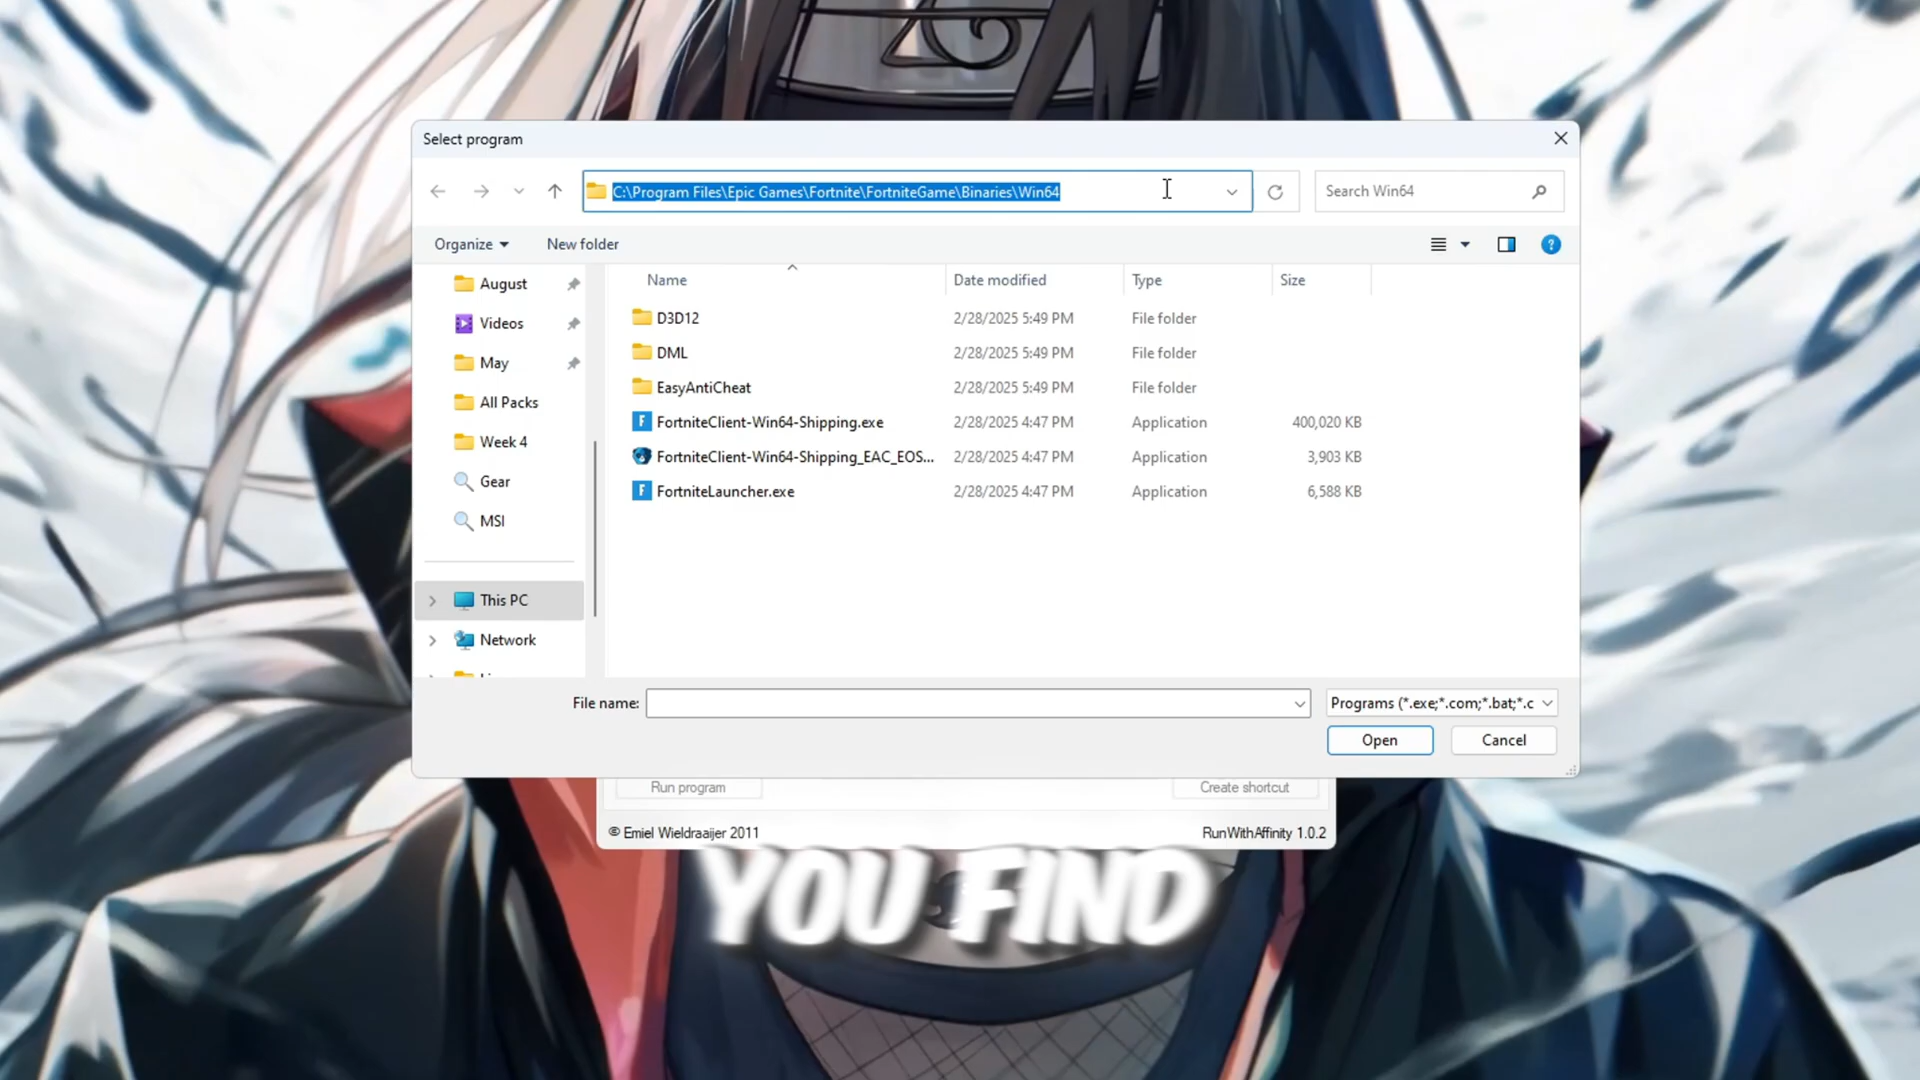 Select program
C:\Program Files\Epic Games\Fortnite\FortniteGame\Binaries\Win64
Search Win64
Organize
New folder
?
Name
Date modified
Type
Size
August
Videos
May
All Packs
Week 4
Gear
MSI
This PC
Network
D3D12 2/28/2025 5:49 PM File folder
DML 2/28/2025 5:49 PM File folder
EasyAntiCheat 2/28/2025 5:49 PM File folder
FortniteClient-Win64-Shipping.exe 2/28/2025 4:47 PM Application 400,020 KB
FortniteClient-Win64-Shipping_EAC_EOS... 2/28/2025 4:47 PM Application 3,903 KB
FortniteLauncher.exe 2/28/2025 4:47 PM Application 6,588 KB
File name:
Programs (*.exe;*.com;*.bat;*.c
Open
Cancel
Run program
Create shortcut
© Emiel Wieldraaijer 2011
RunWithAffinity 1.0.2
YOU FIND